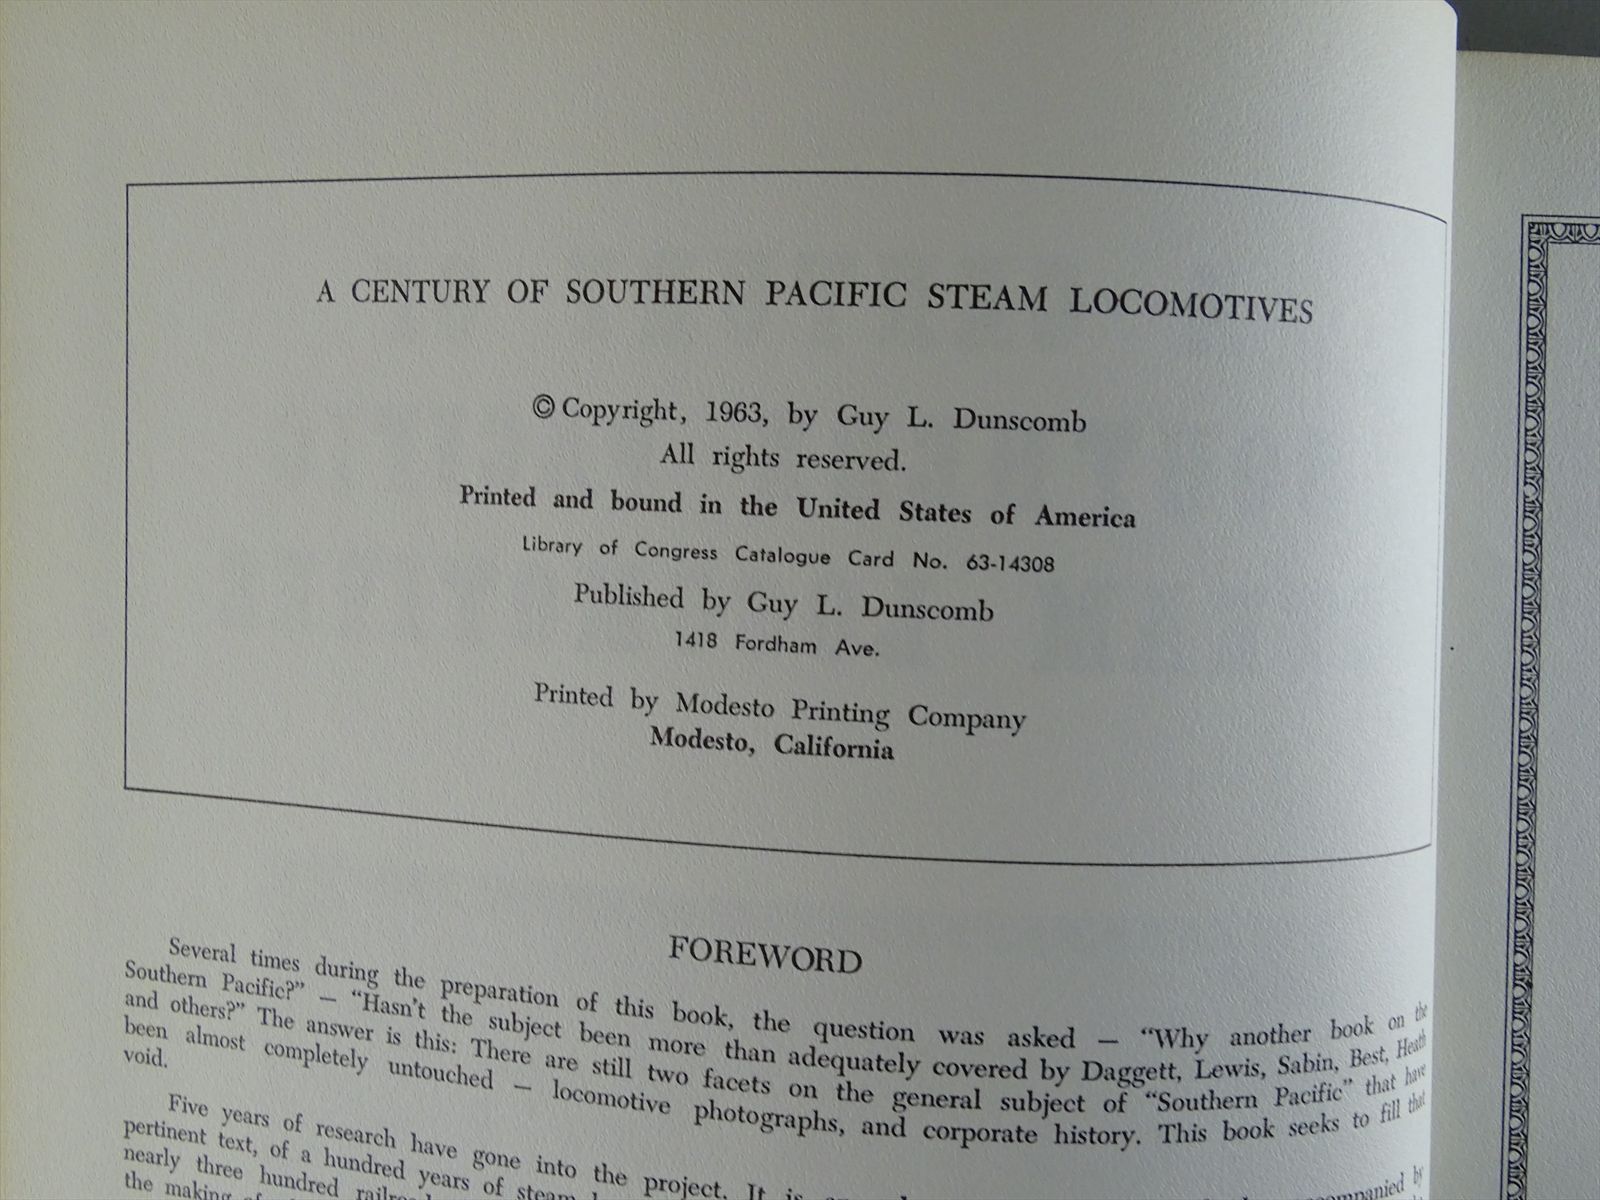 A CENTURY OF SOUTHERN PACIFIC STEAM LOCOMOTIVES
© Copyright, 1963, by Guy L. Dunscomb
All rights reserved.
Printed and bound in the United States of America
Library of Congress Catalogue Card No. 63-14308
Published by Guy L. Dunscomb
1418 Fordham Ave.
Printed by Modesto Printing Company
Modesto, California
FOREWORD
Several times during the preparation of this book, the question was asked — "Why another book on the
Southern Pacific?" — "Hasn't the subject been more than adequately covered by Daggett, Lewis, Sabin, Best, Heath
and others?" The answer is this: There are still two facets on the general subject of "Southern Pacific" that have
been almost completely untouched — locomotive photographs, and corporate history. This book seeks to fill that
void.
Five years of research have gone into the project. It is
pertinent text, of a hundred years of steam
nearly three hundred
the making